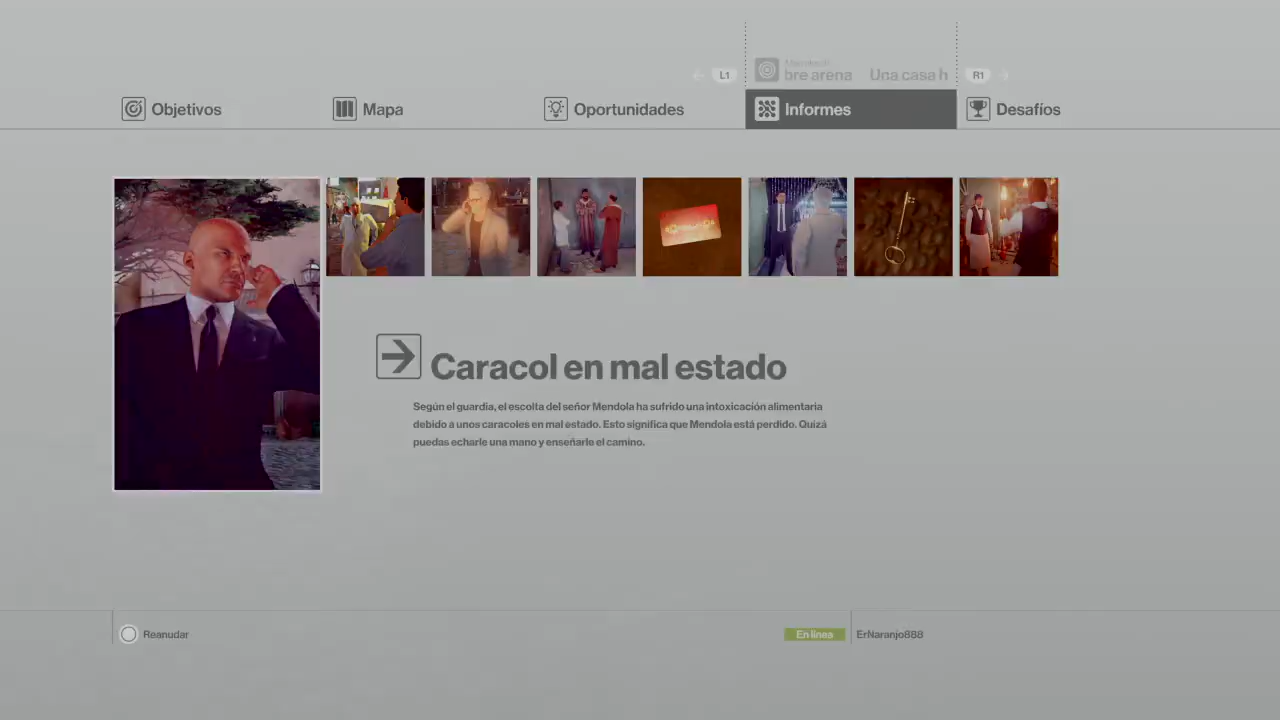 L1
bre arena Una casa h
R1
Objetivos
Mapa
Oportunidades
Informes
Desafíos
Caracol en mal estado
Según el guardia, el escolta del señor Mendola ha sufrido una intoxicación alimentaria
debido a unos caracoles en mal estado. Esto significa que Mendola está perdido. Quizá
puedas echarle una mano y enseñarle el camino.
Reanudar
En línea
ErNaranjo888